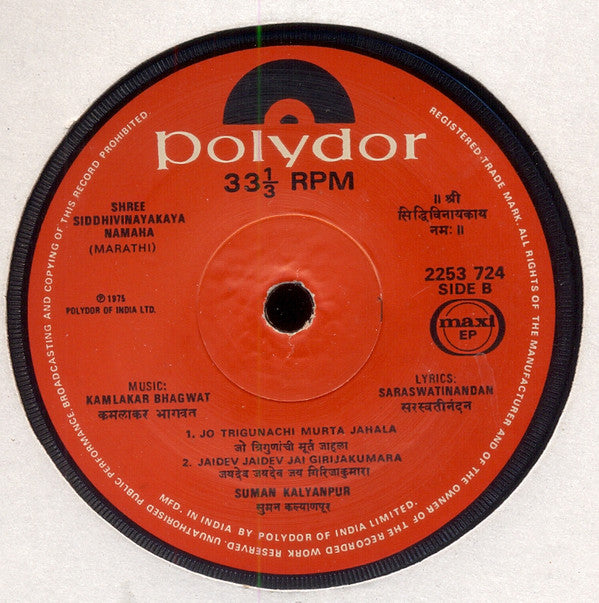 polydor
33⅓ RPM
SHREE
SIDDHIVINAYAKAYA
NAMAHA
(MARATHI)
॥ श्री
सिद्धिविनायकाय
नमः॥
2253 724
SIDE B
maxi
EP
℗ 1975
POLYDOR OF INDIA LTD.
MUSIC:
KAMLAKAR BHAGWAT
कमलाकर भागवत
LYRICS:
SARASWATINANDAN
सरस्वतीनंदन
1. JO TRIGUNACHI MURTA JAHALA
जो त्रिगुणांची मूर्त जाहला
2. JAIDEV JAIDEV JAI GIRIJAKUMARA
जयदेव जयदेव जय गिरिजाकुमारा
SUMAN KALYANPUR
सुमन कल्याणपूर
MFD. IN INDIA BY POLYDOR OF INDIA LIMITED.
REGISTERED TRADE MARK. ALL RIGHTS OF THE MANUFACTURER AND OF THE OWNER OF THE RECORDED WORK RESERVED. UNAUTHORISED PUBLIC PERFORMANCE BROADCASTING AND COPYING OF THIS RECORD PROHIBITED.